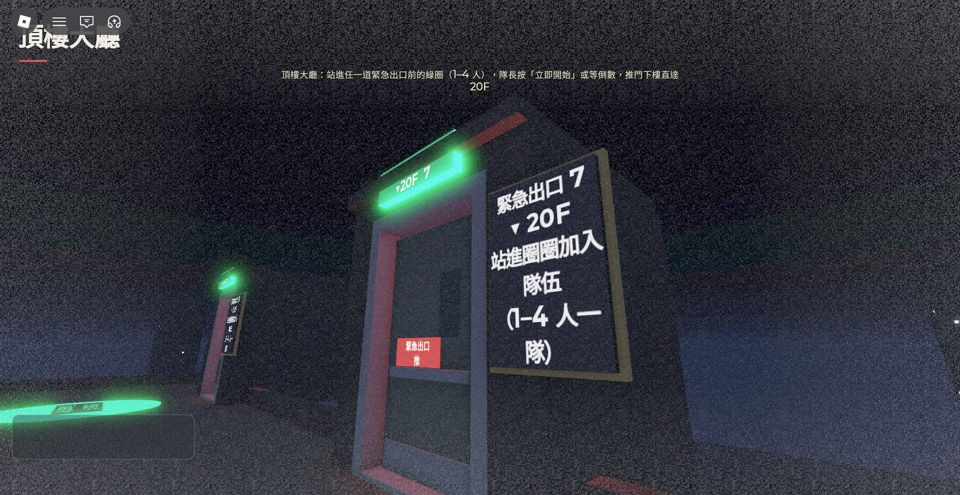 頂樓大廳
頂樓大廳：站進任一道緊急出口前的綠圈（1–4 人），隊長按「立即開始」或等倒數，推門下樓直達
20F
▼20F 7
緊急出口 7
▼ 20F
站進圈圈加入
隊伍
（1–4 人一
隊）
緊急出口
推